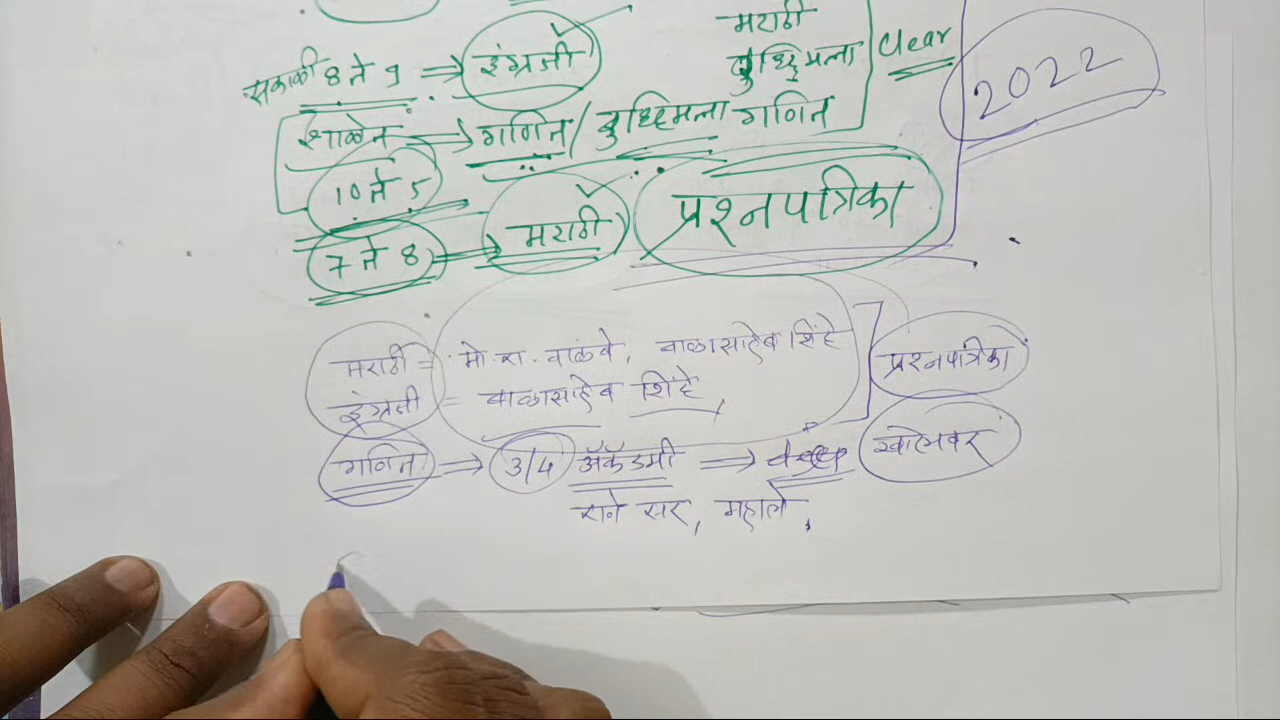 मराठी
सकाळी 8 ते 9 ⇒ इंग्रजी बुध्दिमत्ता Clear 2022
शाळेत ⇒ गणित / बुध्दिमत्ता गणित
10 ते 5
7 ते 8 ⇒ मराठी प्रश्नपत्रिका
मराठी = मो. रा. वाळंबे, बाळासाहेब शिंदे प्रश्नपत्रिका
इंग्रजी = बाळासाहेब शिंदे,
गणित ⇒ 3/4 अ‍ॅकॅडमी ⇒
राने सर, महाले,